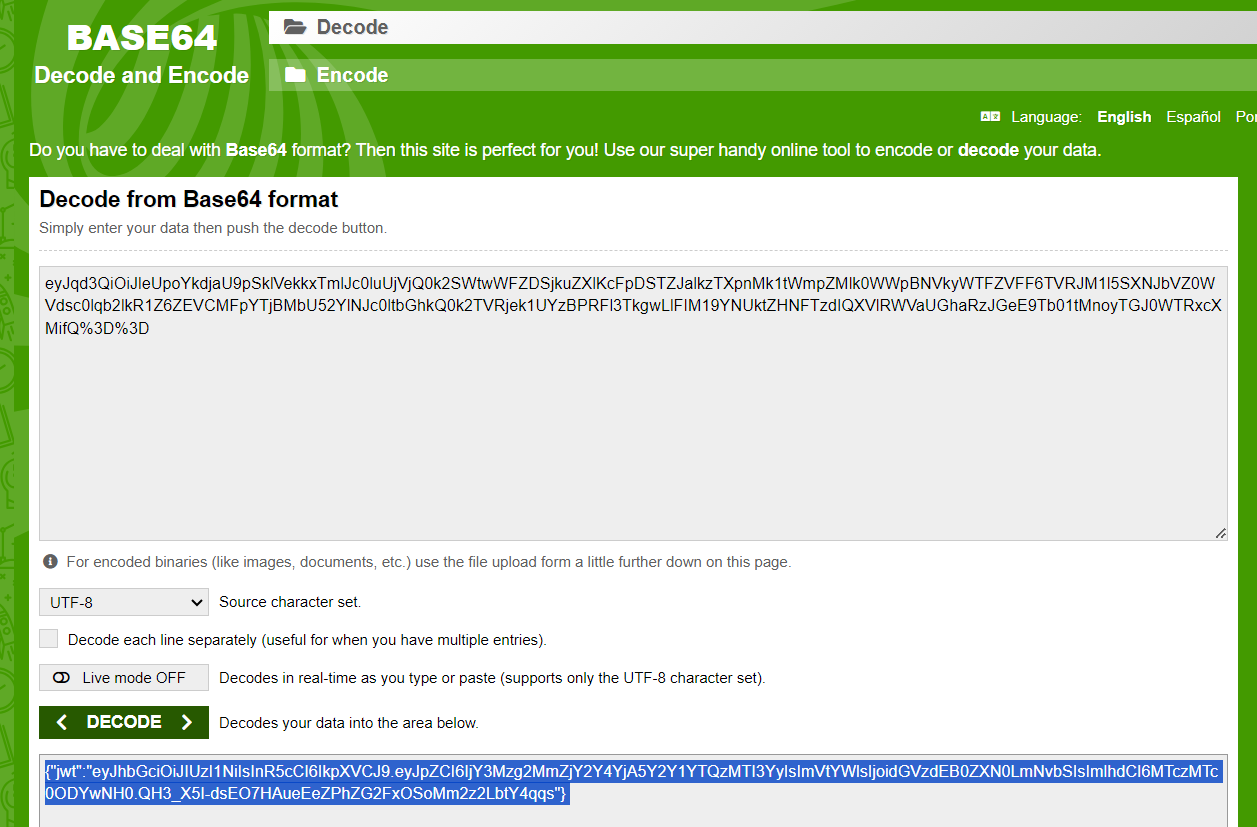 BASE64
Decode and Encode
Decode
Encode
Language: English Español Por
Do you have to deal with Base64 format? Then this site is perfect for you! Use our super handy online tool to encode or decode your data.
Decode from Base64 format
Simply enter your data then push the decode button.
eyJqd3QiOiJleUpoYkdjaU9pSklVekkxTmlJc0luUjVjQ0k2SWtwWFZDSjkuZXlKcFpDSTZJalkzTXpnMk1tWmpZMlk0WWpBNVkyWTFZVFF6TVRJM1l5SXNJbVZ0W
Vdsc0lqb2lkR1Z6ZEVCMFpYTjBMbU52YlNJc0ltbGhkQ0k2TVRjek1UYzBPRFl3TkgwLlFIM19YNUktZHNFTzdIQXVlRWVaUGhaRzJGeE9Tb01tMnoyTGJ0WTRxcX
MifQ%3D%3D
For encoded binaries (like images, documents, etc.) use the file upload form a little further down on this page.
UTF-8 Source character set.
Decode each line separately (useful for when you have multiple entries).
Live mode OFF Decodes in real-time as you type or paste (supports only the UTF-8 character set).
DECODE Decodes your data into the area below.
{"jwt":"eyJhbGciOiJIUzI1NiIsInR5cCI6IkpXVCJ9.eyJpZCI6IjY3Mzg2MmZjY2Y4YjA5Y2Y1YTQzMTI3YyIsImVtYWlsIjoidGVzdEB0ZXN0LmNvbSIsImlhdCI6MTczMTc
0ODYwNH0.QH3_X5I-dsEO7HAueEeZPhZG2FxOSoMm2z2LbtY4qqs"}